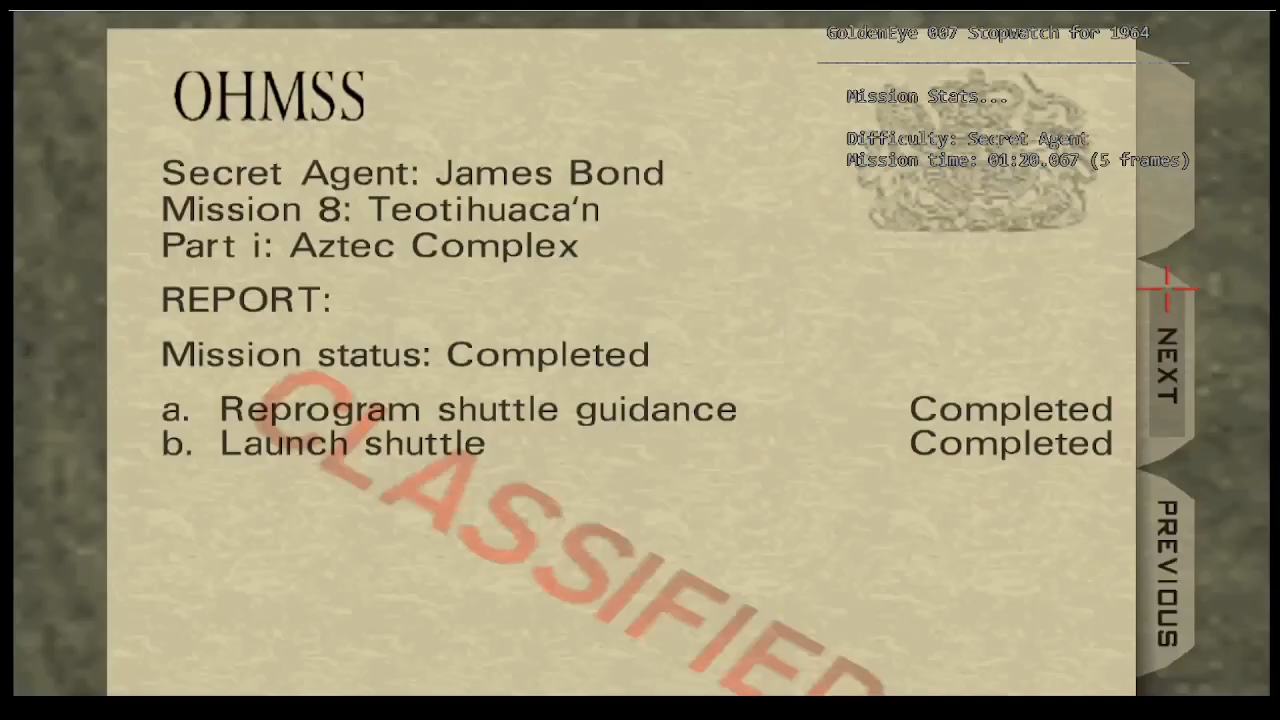 GoldenEye 007 Stopwatch for 1964
Mission Stats...
Difficulty: Secret Agent
Mission time: 01:20.067 (5 frames)
OHMSS
Secret Agent: James Bond
Mission 8: Teotihuaca'n
Part i: Aztec Complex
REPORT:
Mission status: Completed
a. Reprogram shuttle guidance Completed
b. Launch shuttle Completed
CLASSIFIED
NEXT
PREVIOUS